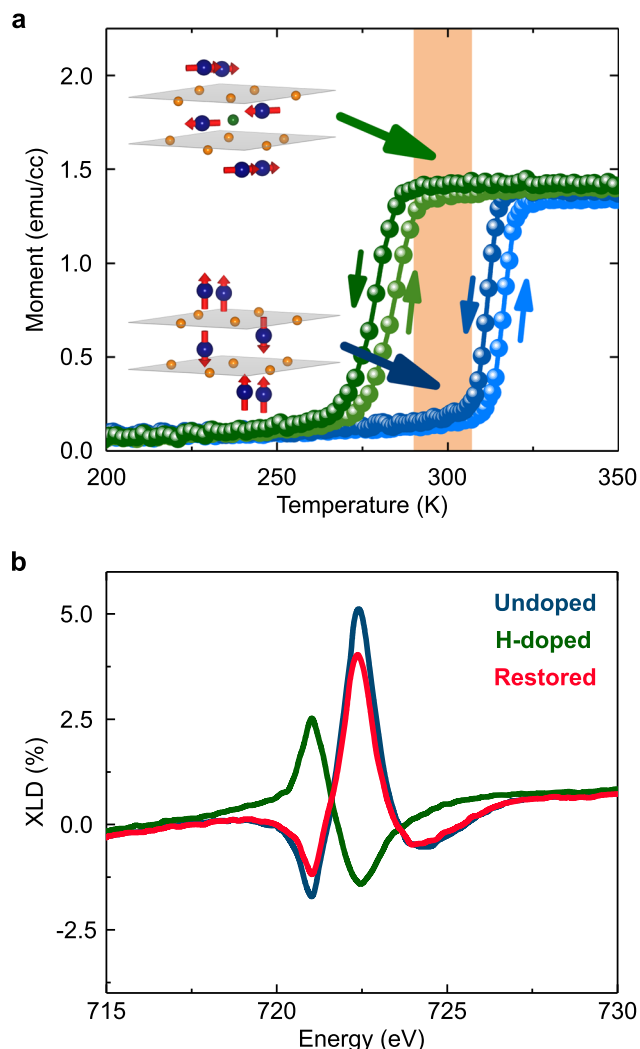 a
Moment (emu/cc)
2.0
1.5
1.0
0.5
0.0
200
250
300
350
Temperature (K)
b
XLD (%)
5.0
2.5
0.0
-2.5
Undoped
H-doped
Restored
715
720
725
730
Energy (eV)